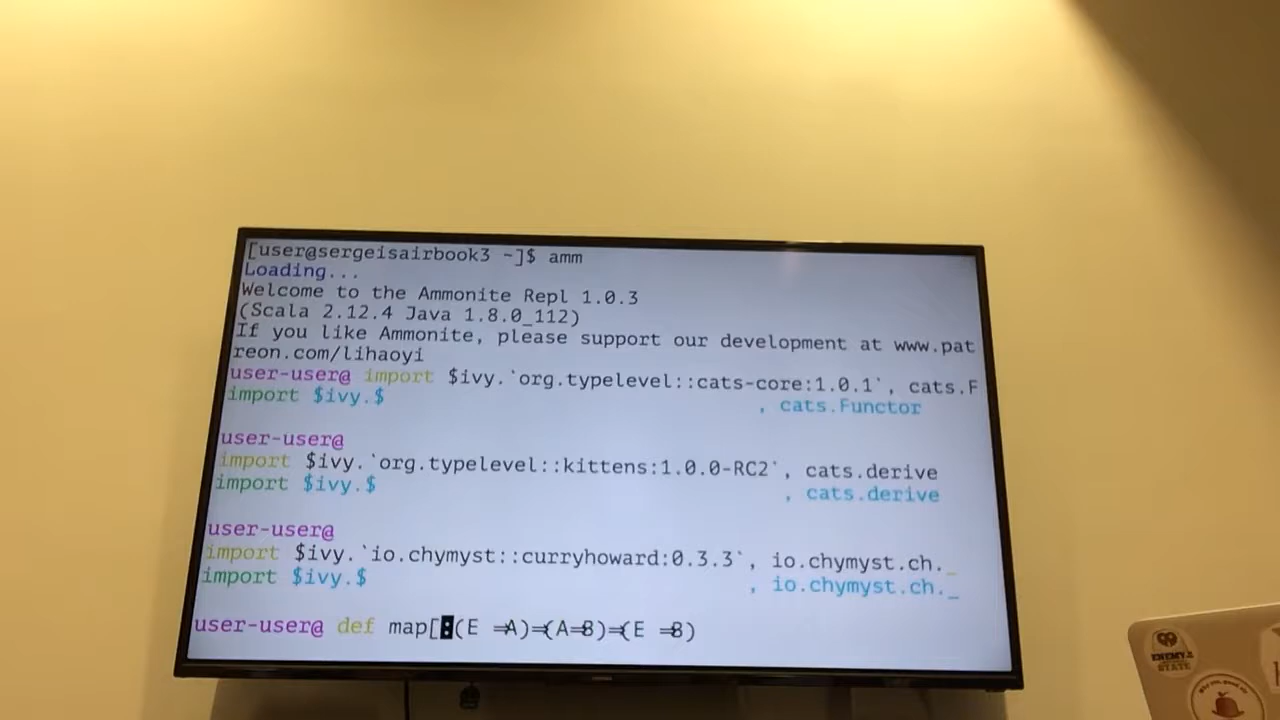 [user@sergeisairbook3 ~]$ amm
Loading...
Welcome to the Ammonite Repl 1.0.3
(Scala 2.12.4 Java 1.8.0_112)
If you like Ammonite, please support our development at www.pat
reon.com/lihaoyi
user-user@ import $ivy.`org.typelevel::cats-core:1.0.1`, cats.F
import $ivy.$ , cats.Functor
user-user@
import $ivy.`org.typelevel::kittens:1.0.0-RC2`, cats.derive
import $ivy.$ , cats.derive
user-user@
import $ivy.`io.chymyst::curryhoward:0.3.3`, io.chymyst.ch._
import $ivy.$ , io.chymyst.ch._
user-user@ def map[:(E ⇒A)⇒(A⇒B)⇒(E ⇒B)
ENEMY
STATE